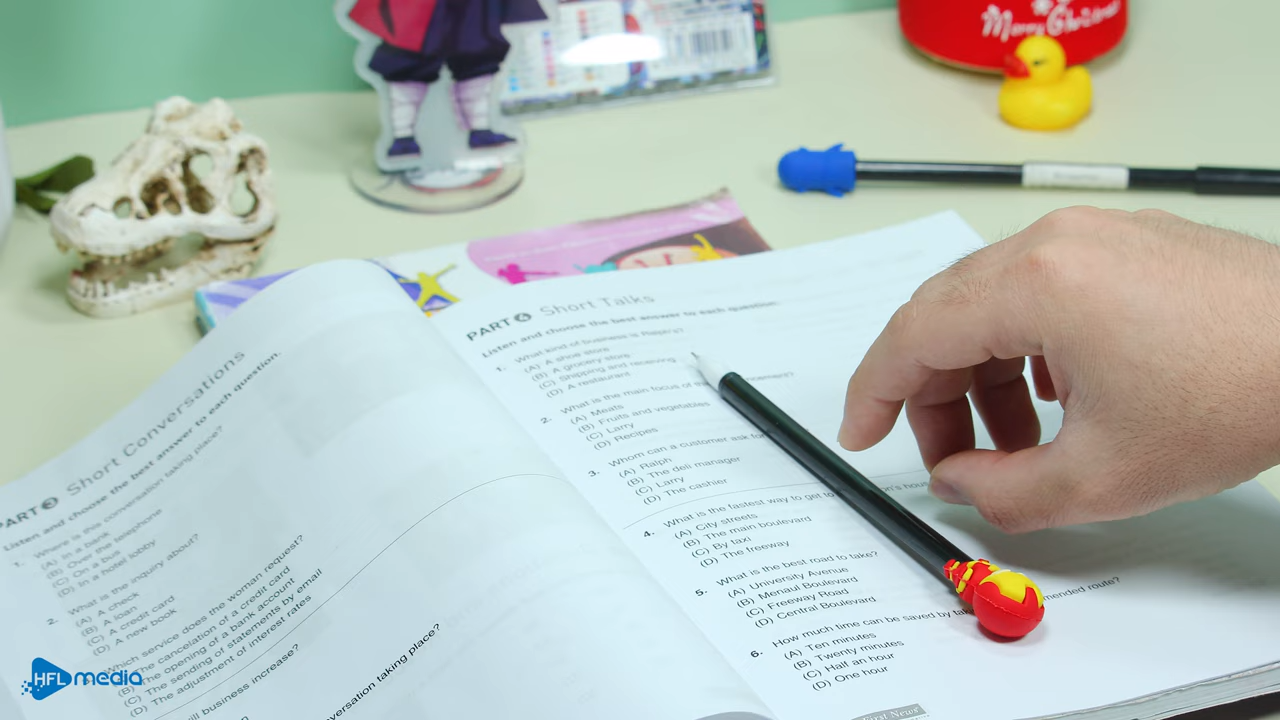 Merry Christmas
PART 3 Short Conversations
Listen and choose the best answer to each question.
1. Where is this conversation taking place?
(A) In a bank
(B) Over the telephone
(C) On a bus
(D) In a hotel lobby
2. What is the inquiry about?
(A) A check
(B) A loan
(C) A credit card
(D) A new book
Which service does the woman request?
The cancelation of a credit card
(B) The opening of a bank account
(C) The sending of statements by email
(D) The adjustment of interest rates
will business increase?
conversation taking place?
PART 4 Short Talks
Listen and choose the best answer to each question.
1. What kind of business is Ralph's?
(A) A shoe store
(B) A grocery store
(C) Shipping and receiving
(D) A restaurant
2. What is the main focus of
(A) Meats
(B) Fruits and vegetables
(C) Larry
(D) Recipes
3. Whom can a customer ask for
(A) Ralph
(B) The deli manager
(C) Larry
(D) The cashier
4. What is the fastest way to get to
(A) City streets
(B) The main boulevard
(C) By taxi
(D) The freeway
5. What is the best road to take?
(A) University Avenue
(B) Menaul Boulevard
(C) Freeway Road
(D) Central Boulevard
6. How much time can be saved by route?
(A) Ten minutes
(B) Twenty minutes
(C) Half an hour
(D) One hour
First News
HFL media